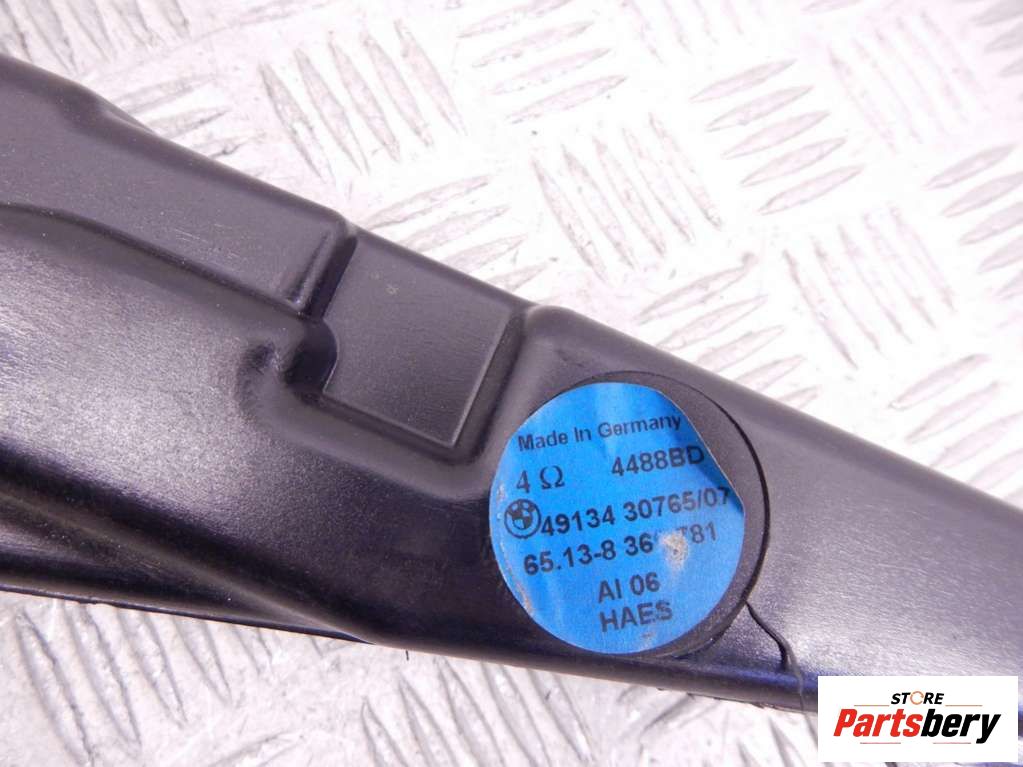 Made In Germany
4 Ω 4488BD
49134 30765/07
65.13-8
AI 06
HAES
STORE
Partsbery